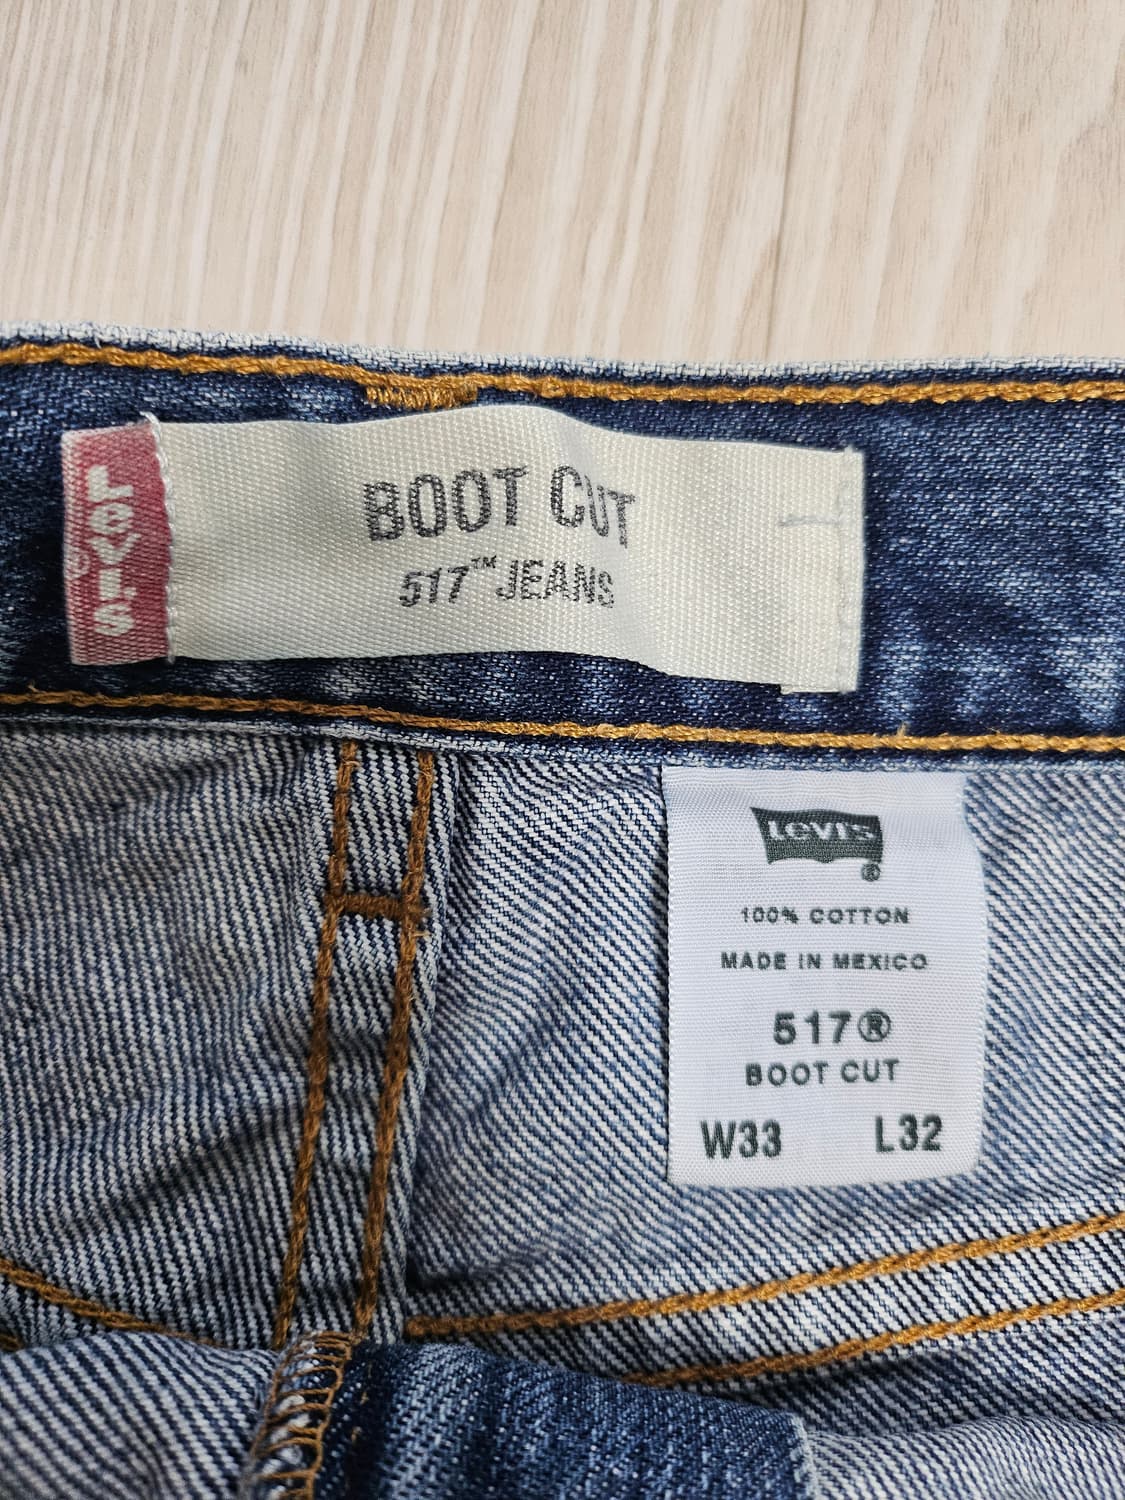 LEVI'S
BOOT CUT
517™ JEANS
Levi's®
100% COTTON
MADE IN MEXICO
517®
BOOT CUT
W33 L32